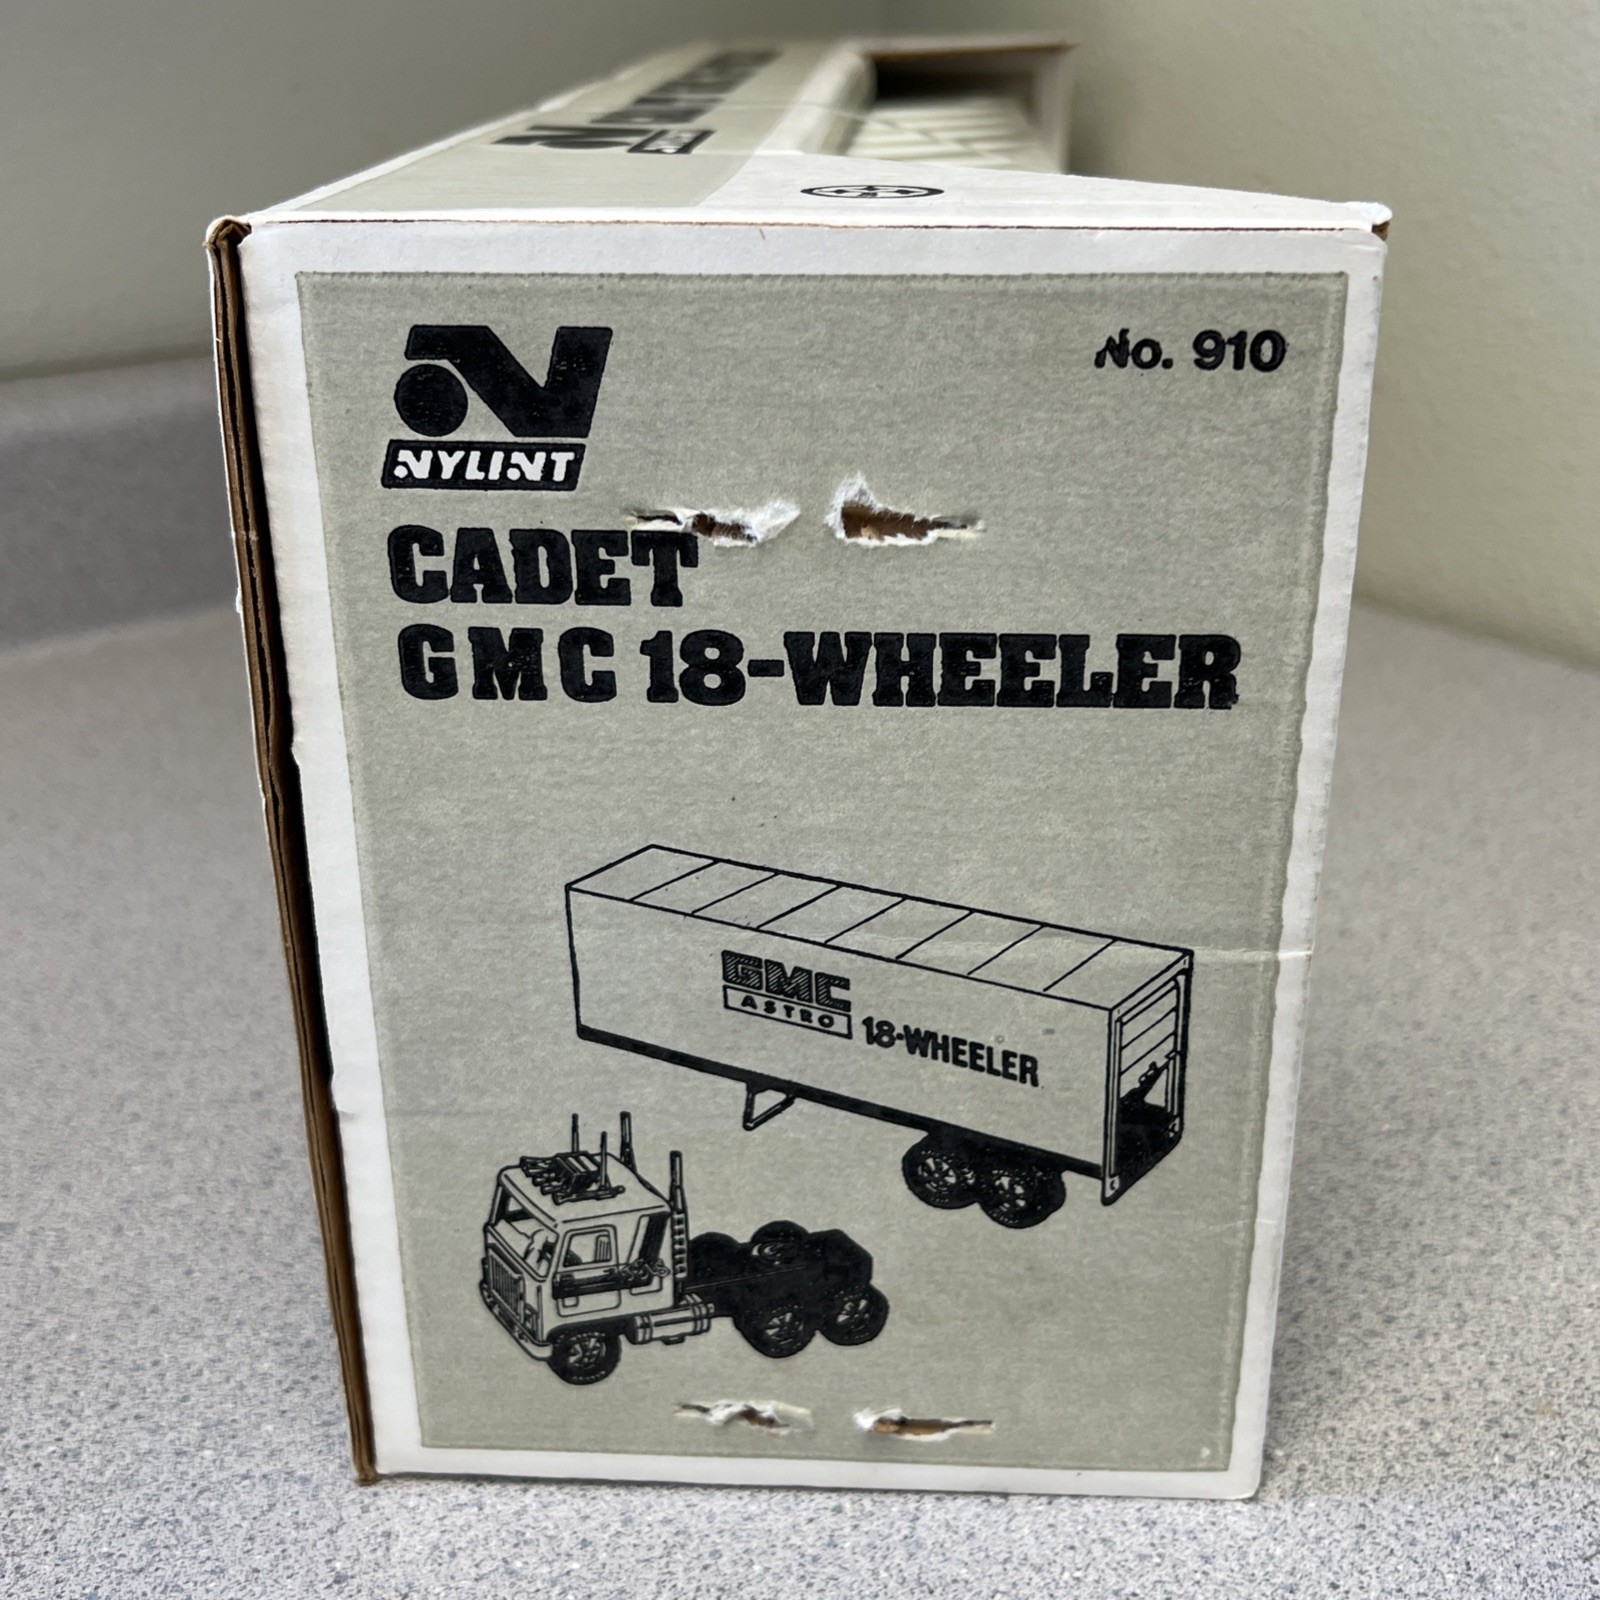 No. 910
NYLINT
CADET
GMC 18-WHEELER
GMC
ASTRO
18-WHEELER